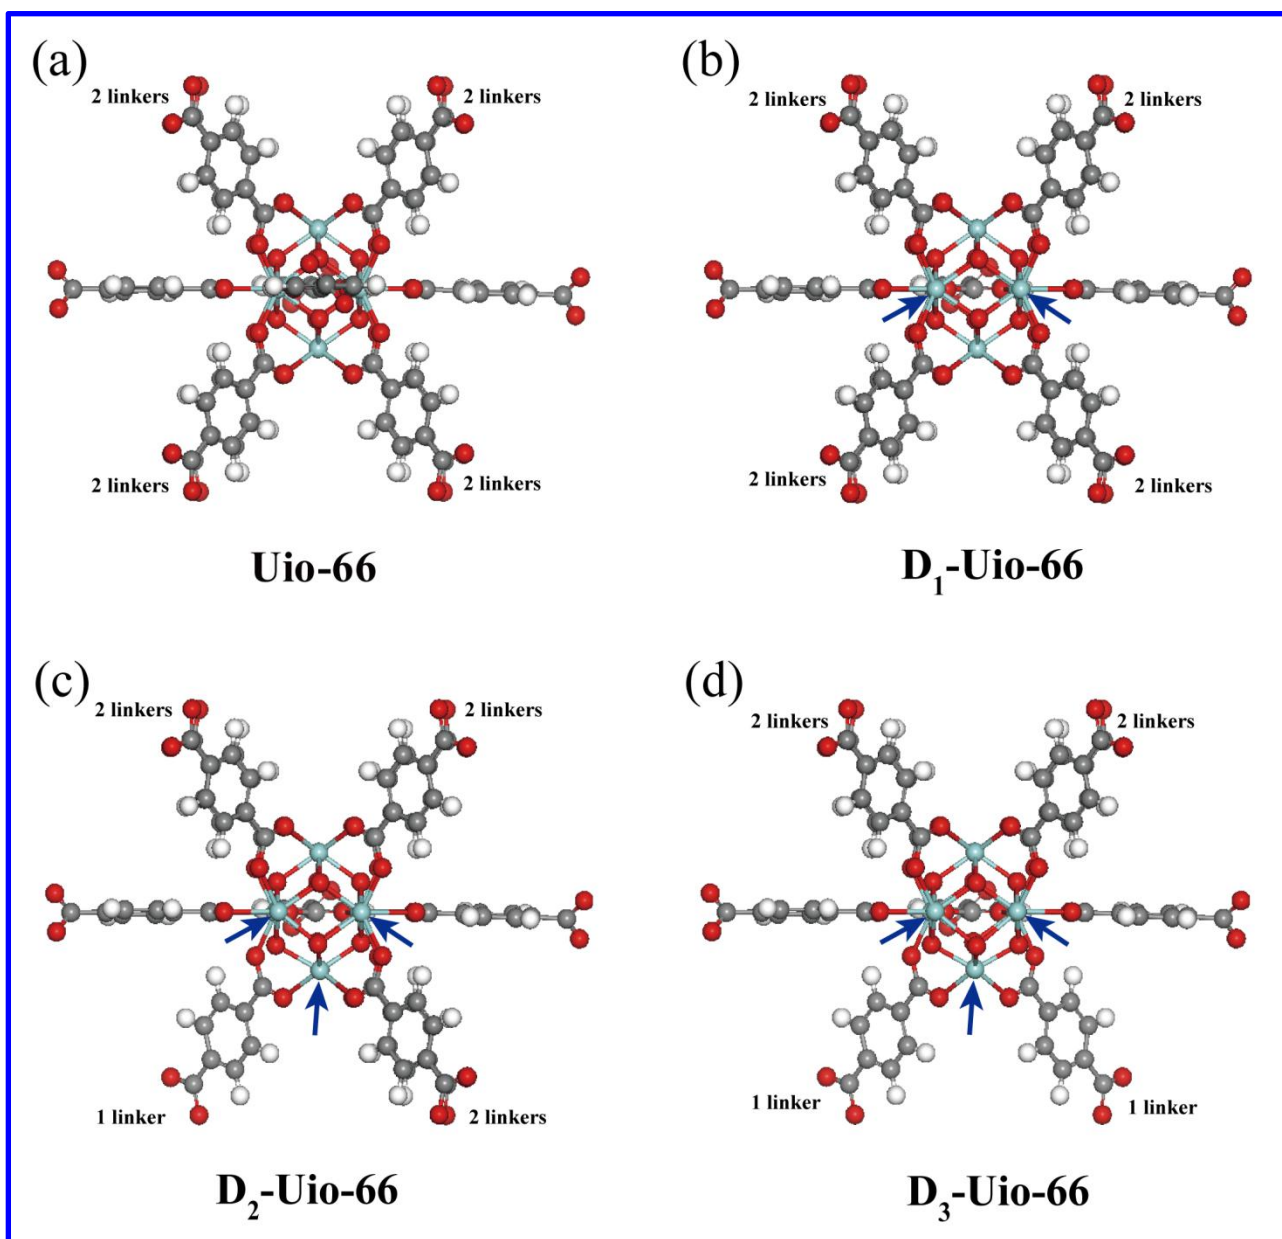 (a)
2 linkers 2 linkers
2 linkers 2 linkers
Uio-66
(b)
2 linkers 2 linkers
2 linkers 2 linkers
D₁-Uio-66
(c)
2 linkers 2 linkers
1 linker 2 linkers
D₂-Uio-66
(d)
2 linkers 2 linkers
1 linker 1 linker
D₃-Uio-66